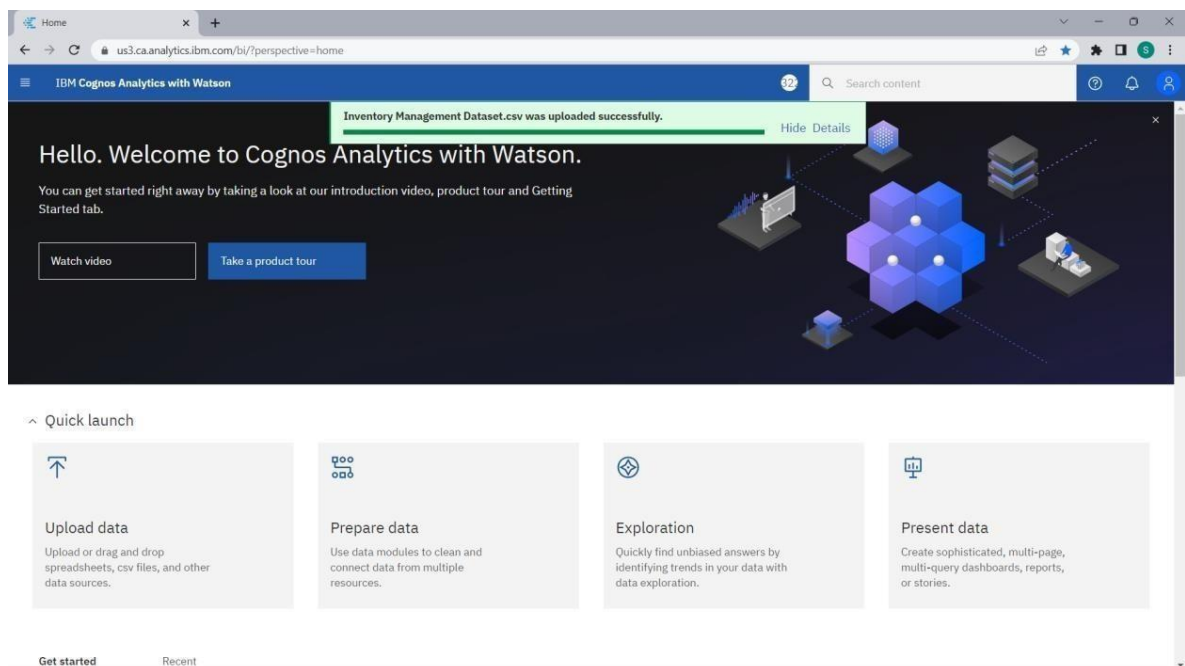 Home
us3.ca.analytics.ibm.com/bi/?perspective=home
S
IBM Cognos Analytics with Watson
Search content
Inventory Management Dataset.csv was uploaded successfully.
Hide Details
Hello. Welcome to Cognos Analytics with Watson.
You can get started right away by taking a look at our introduction video, product tour and Getting
Started tab.
Watch video
Take a product tour
Quick launch
Upload data
Upload or drag and drop
spreadsheets, csv files, and other
data sources.
Prepare data
Use data modules to clean and
connect data from multiple
resources.
Exploration
Quickly find unbiased answers by
identifying trends in your data with
data exploration.
Present data
Create sophisticated, multi-page,
multi-query dashboards, reports,
or stories.
Get started
Recent